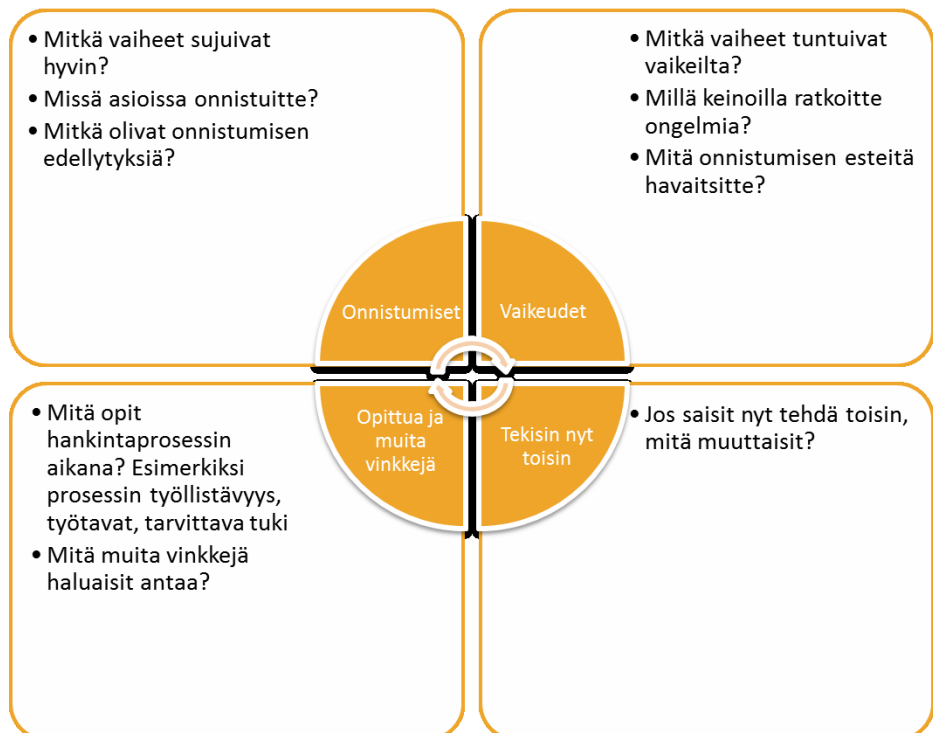 • Mitkä vaiheet sujuivat
hyvin?
• Missä asioissa onnistuitte?
• Mitkä olivat onnistumisen
edellytyksiä?
• Mitkä vaiheet tuntuivat
vaikeilta?
• Millä keinoilla ratkoitte
ongelmia?
• Mitä onnistumisen esteitä
havaitsitte?
Onnistumiset
Vaikeudet
• Mitä opit
hankintaprosessin
aikana? Esimerkiksi
prosessin työllistävyys,
työtavat, tarvittava tuki
• Mitä muita vinkkejä
haluaisit antaa?
Opittua ja
muita
vinkkejä
Tekisin nyt
toisin
• Jos saisit nyt tehdä toisin,
mitä muuttaisit?